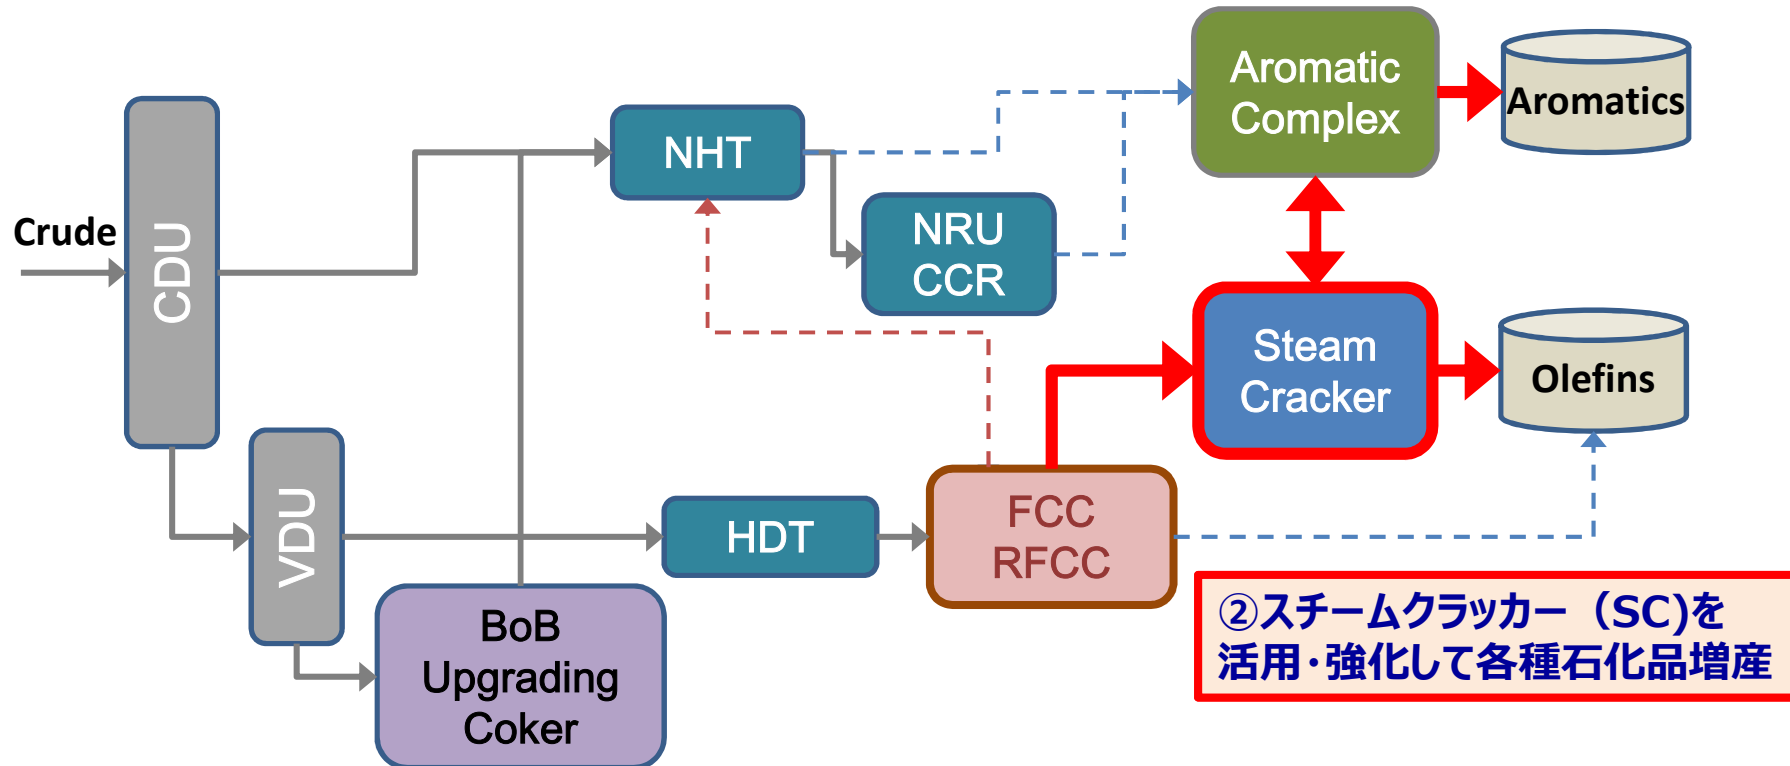 Crude
CDU
VDU
BoB
Upgrading
Coker
NHT
NRU
CCR
HDT
FCC
RFCC
Aromatic
Complex
Aromatics
Steam
Cracker
Olefins
②スチームクラッカー（SC)を
活用・強化して各種石化品増産